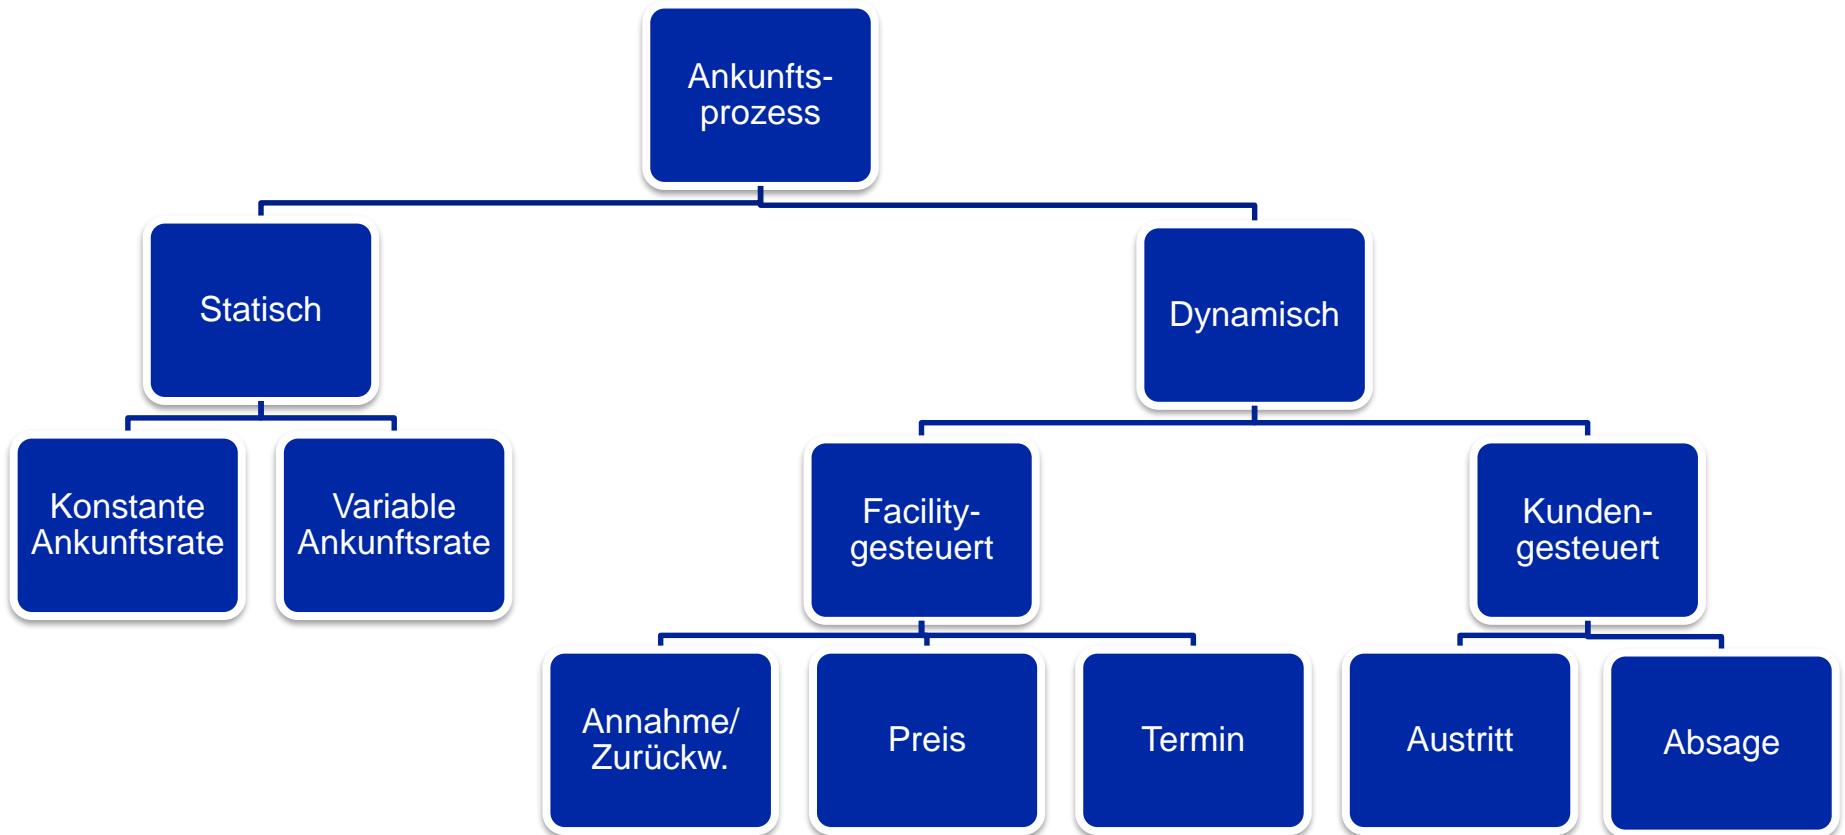 Ankunfts-
prozess
Statisch
Dynamisch
Konstante
Ankunftsrate
Variable
Ankunftsrate
Facility-
gesteuert
Kunden-
gesteuert
Annahme/
Zurückw.
Preis
Termin
Austritt
Absage